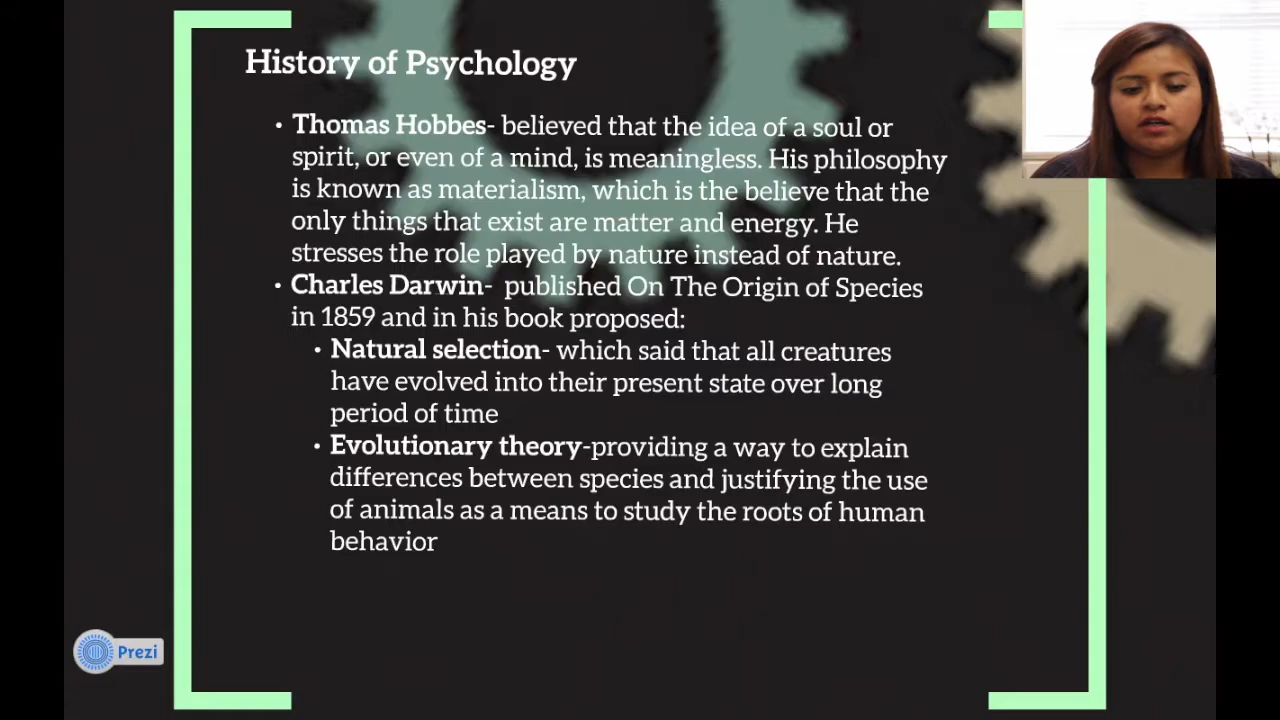 History of Psychology
• Thomas Hobbes- believed that the idea of a soul or
spirit, or even of a mind, is meaningless. His philosophy
is known as materialism, which is the believe that the
only things that exist are matter and energy. He
stresses the role played by nature instead of nature.
• Charles Darwin- published On The Origin of Species
in 1859 and in his book proposed:
• Natural selection- which said that all creatures
have evolved into their present state over long
period of time
• Evolutionary theory-providing a way to explain
differences between species and justifying the use
of animals as a means to study the roots of human
behavior
Prezi